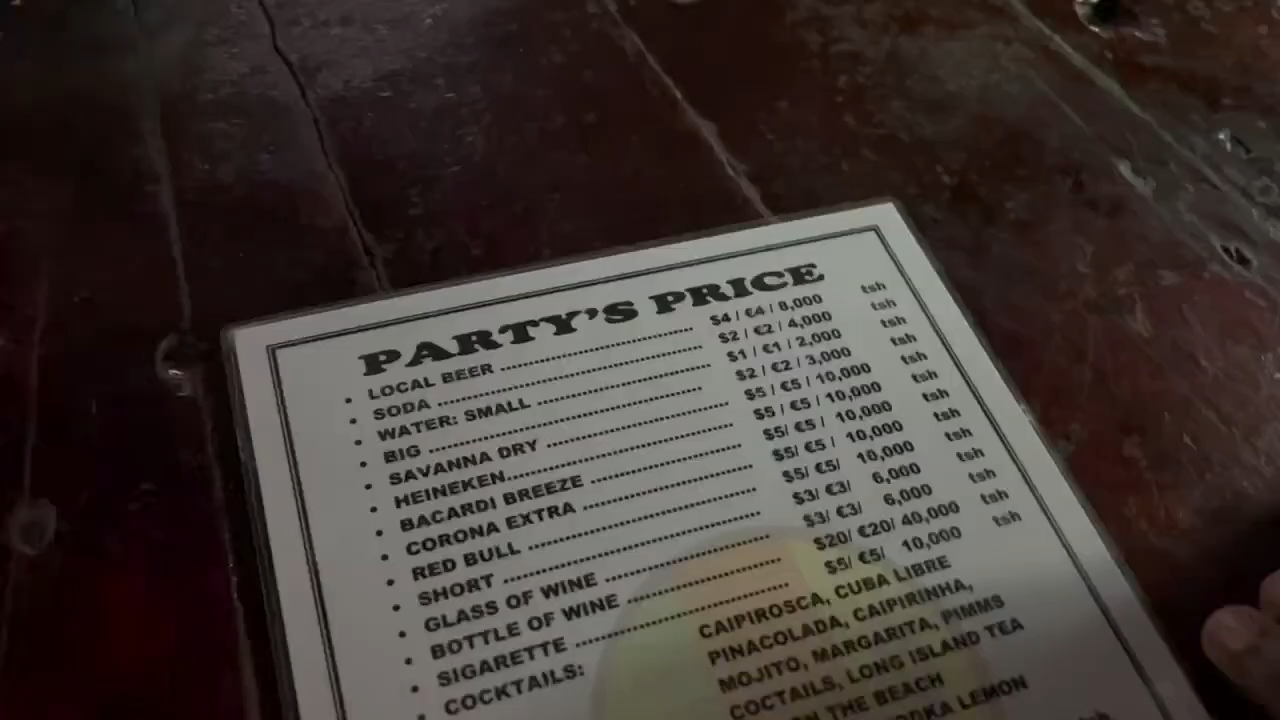 PARTY'S PRICE
• LOCAL BEER ........................................ $4 / €4 / 8,000 tsh
• SODA ........................................ $2 / €2 / 4,000 tsh
• WATER: SMALL ........................................ $1 / €1 / 2,000 tsh
• BIG ........................................ $2 / €2 / 3,000 tsh
• SAVANNA DRY ........................................ $5 / €5 / 10,000 tsh
• HEINEKEN........................................ $5 / €5 / 10,000 tsh
• BACARDI BREEZE ........................................ $5/ €5 / 10,000 tsh
• CORONA EXTRA ........................................ $5/ €5 / 10,000 tsh
• RED BULL ........................................ $5/ €5/ 10,000 tsh
• SHORT ........................................ $3/ €3/ 6,000 tsh
• GLASS OF WINE ........................................ $3/ €3/ 6,000 tsh
• BOTTLE OF WINE ........................................ $20/ €20/ 40,000 tsh
• SIGARETTE ........................................ $5/ €5/ 10,000 tsh
• COCKTAILS: CAIPIROSCA, CUBA LIBRE
PINACOLADA, CAIPIRINHA,
MOJITO, MARGARITA, PIMMS
COCTAILS, LONG ISLAND TEA
THE BEACH
LEMON